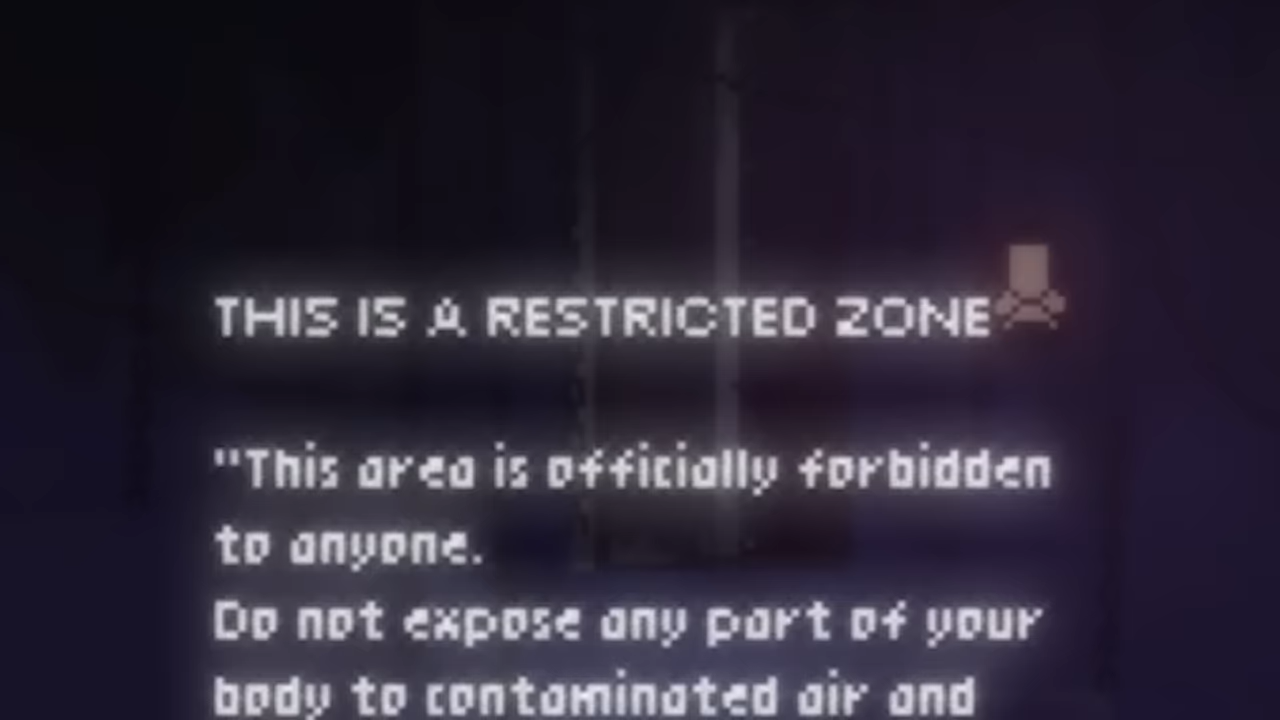 THIS IS A RESTRICTED ZONE
"This area is officially forbidden
to anyone.
Do not expose any part of your
body to contaminated air and